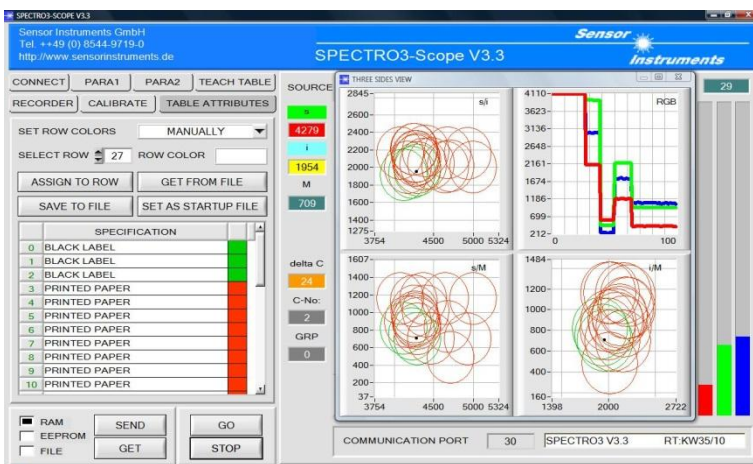 SPECTRO3-SCOPE V3.3
Sensor Instruments GmbH
Tel. ++49 (0) 8544-9719-0
http://www.sensorinstruments.de
SPECTRO3-Scope V3.3
Sensor
Instruments
CONNECT PARA1 PARA2 TEACH TABLE
RECORDER CALIBRATE TABLE ATTRIBUTES
SET ROW COLORS MANUALLY
SELECT ROW 27 ROW COLOR
ASSIGN TO ROW GET FROM FILE
SAVE TO FILE SET AS STARTUP FILE
SPECIFICATION
0 BLACK LABEL
1 BLACK LABEL
2 BLACK LABEL
3 PRINTED PAPER
4 PRINTED PAPER
5 PRINTED PAPER
6 PRINTED PAPER
7 PRINTED PAPER
8 PRINTED PAPER
9 PRINTED PAPER
10 PRINTED PAPER
RAM
EEPROM
FILE
SEND
GET
GO
STOP
SOURCE
s
4279
i
1954
M
709
delta C
24
C-No:
2
GRP
0
THREE SIDES VIEW
s/i
2845
2600
2400
2200
2000
1800
1600
1400
1275
3754 4500 5000 5324
RGB
4110
3623
3136
2648
2161
1674
1186
699
212
0 100
s/M
1607
1400
1200
1000
800
600
400
200
37
3754 4500 5000 5324
i/M
1484
1200
1000
800
600
400
160
1398 2000 2722
29
COMMUNICATION PORT 30 SPECTRO3 V3.3 RT:KW35/10